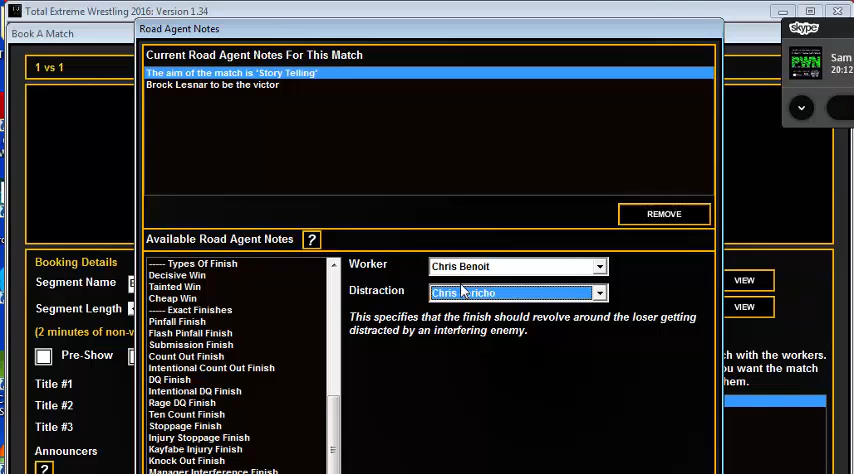 Total Extreme Wrestling 2016: Version 1.34
Book A Match
Road Agent Notes
skype
PWN
Sam
20:12
1 vs 1
Current Road Agent Notes For This Match
The aim of the match is 'Story Telling'
Brock Lesnar to be the victor
REMOVE
Available Road Agent Notes ?
Booking Details
Segment Name
Segment Length
(2 minutes of non-
Pre-Show
Title #1
Title #2
Title #3
Announcers
?
----- Types Of Finish
Decisive Win
Tainted Win
Cheap Win
----- Exact Finishes
Pinfall Finish
Flash Pinfall Finish
Submission Finish
Count Out Finish
Intentional Count Out Finish
DQ Finish
Intentional DQ Finish
Rage DQ Finish
Ten Count Finish
Stoppage Finish
Injury Stoppage Finish
Kayfabe Injury Finish
Knock Out Finish
Manager Interference Finish
Worker
Chris Benoit
Distraction
Chris
This specifies that the finish should revolve around the loser getting
distracted by an interfering enemy.
VIEW
VIEW
ch with the workers.
ou want the match
hem.